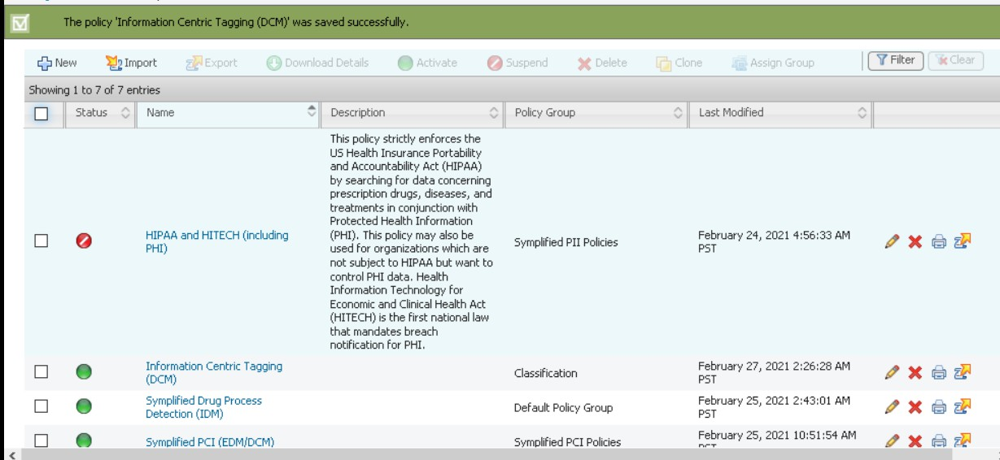 The policy 'Information Centric Tagging (DCM)' was saved successfully.
New Import Export Download Details Activate Suspend Delete Clone Assign Group Filter Clear
Showing 1 to 7 of 7 entries
Status Name Description Policy Group Last Modified
This policy strictly enforces the
US Health Insurance Portability
and Accountability Act (HIPAA)
by searching for data concerning
prescription drugs, diseases, and
treatments in conjunction with
Protected Health Information
(PHI). This policy may also be
used for organizations which are
not subject to HIPAA but want to
control PHI data. Health
Information Technology for
Economic and Clinical Health Act
(HITECH) is the first national law
that mandates breach
notification for PHI.
HIPAA and HITECH (including
PHI)
Symplified PII Policies
February 24, 2021 4:56:33 AM
PST
Information Centric Tagging
(DCM)
Classification
February 27, 2021 2:26:28 AM
PST
Symplified Drug Process
Detection (IDM)
Default Policy Group
February 25, 2021 2:43:01 AM
PST
Symplified PCI (EDM/DCM)
Symplified PCI Policies
February 25, 2021 10:51:54 AM
PST